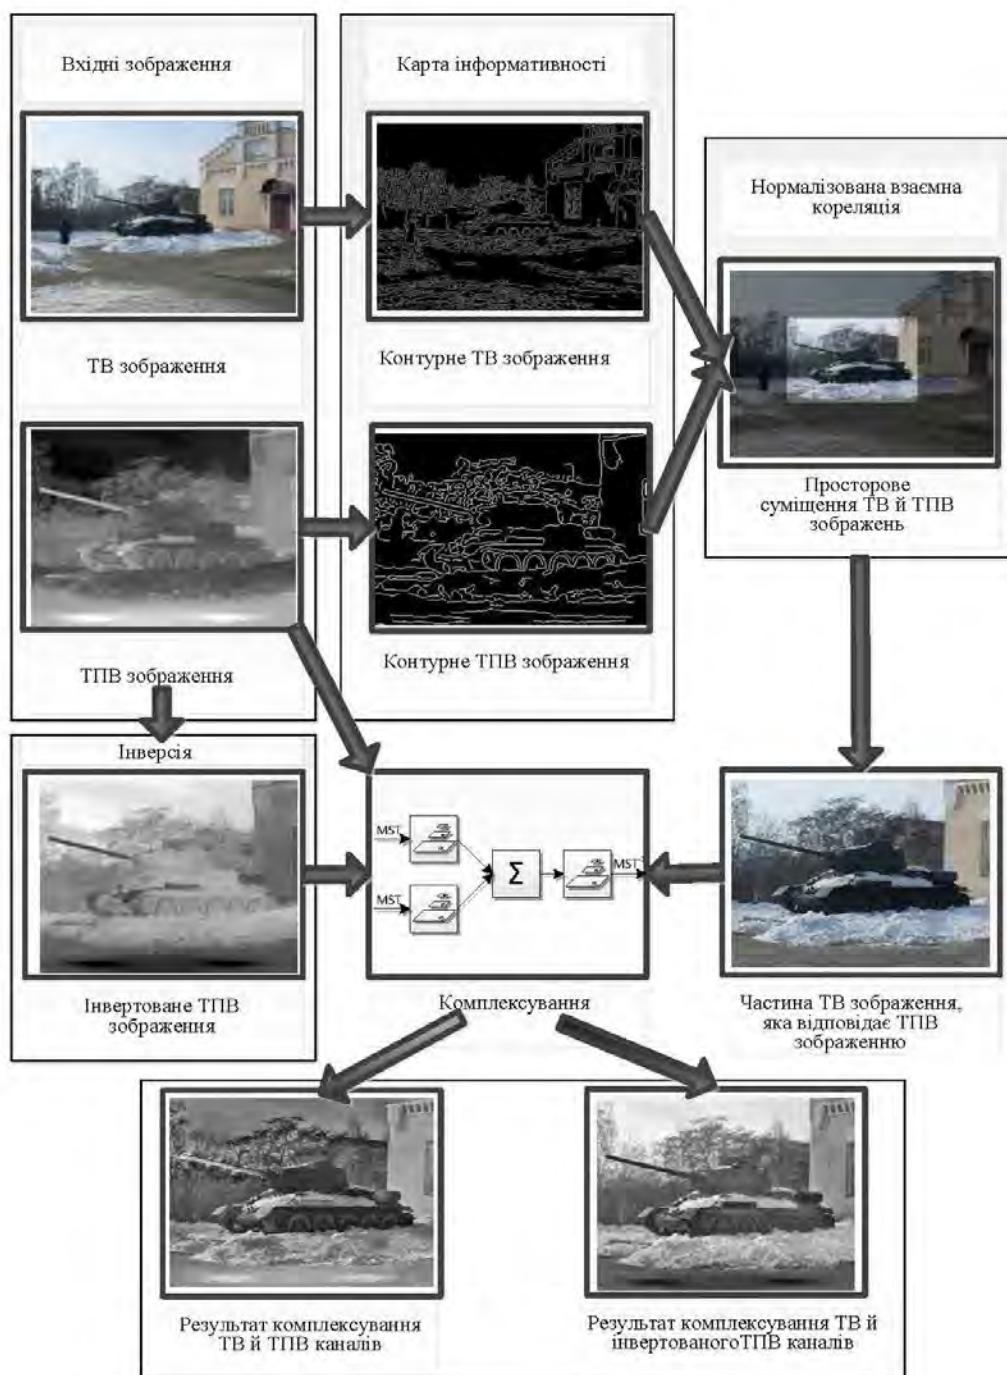 Вхідні зображення
Карта інформативності
Нормалізована взаємна
кореляція
ТВ зображення
Контурне ТВ зображення
Просторове
суміщення ТВ й ТПВ
зображень
ТПВ зображення
Контурне ТПВ зображення
Інверсія
MST
MST
Σ
MST
Інвертоване ТПВ
зображення
Комплексування
Частина ТВ зображення,
яка відповідає ТПВ
зображенню
Результат комплексування
ТВ й ТПВ каналів
Результат комплексування ТВ й
інвертованогоТПВ каналів